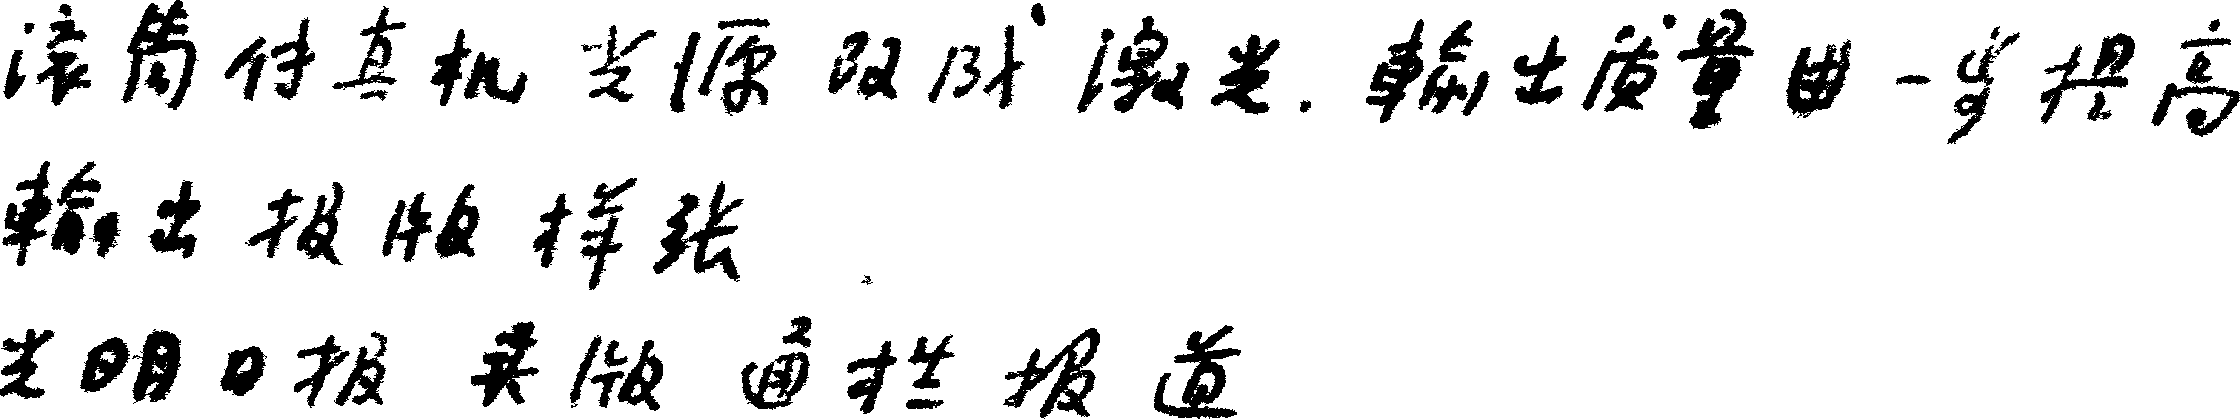 滚筒传真机光源改成激光.输出质量由一步提高
输出报版样张
光明日报头版通栏报道